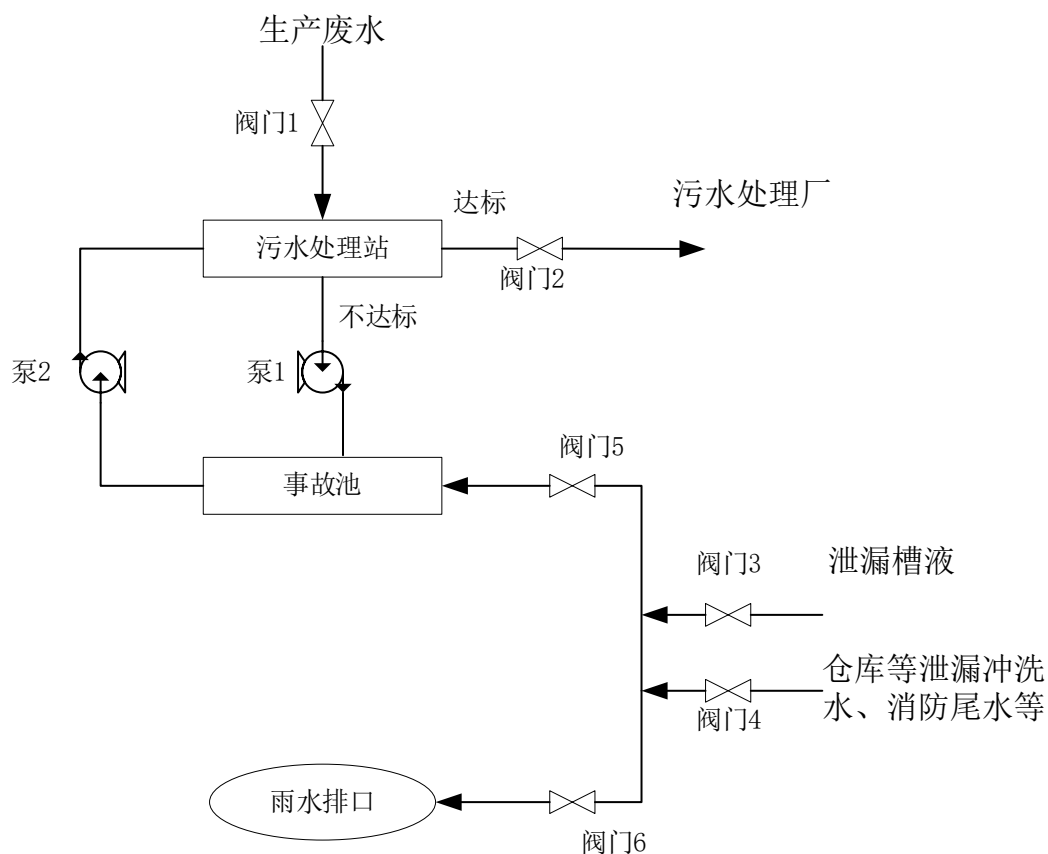 生产废水
阀门1
达标
污水处理厂
污水处理站
阀门2
不达标
泵2
泵1
阀门5
事故池
阀门3
泄漏槽液
仓库等泄漏冲洗
水、消防尾水等
阀门4
雨水排口
阀门6